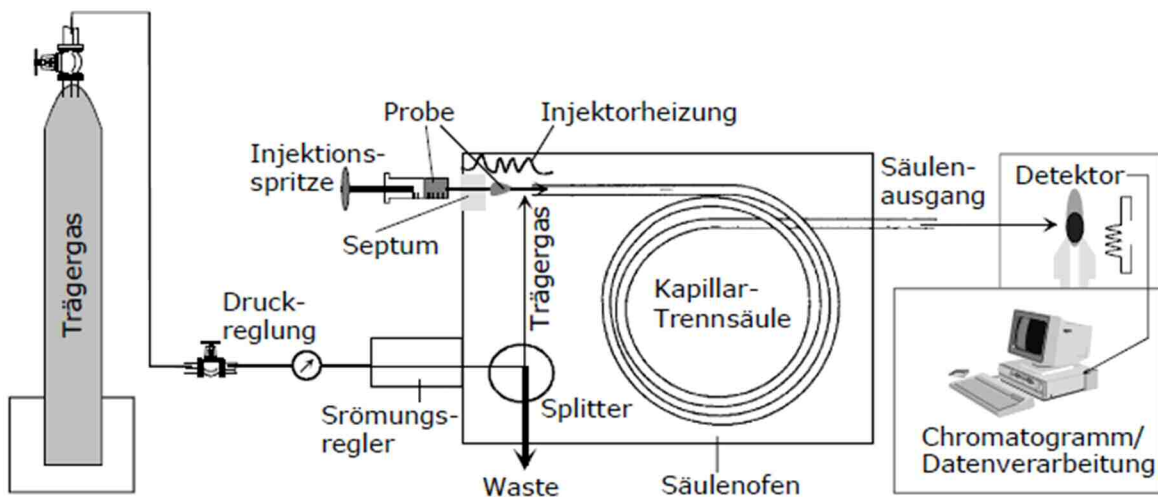 Trägergas
Probe
Injektorheizung
Injektions-
spritze
Septum
Trägergas
Säulen-
ausgang
Detektor
Kapillar-
Trennsäule
Druck-
reglung
Srömungs-
regler
Splitter
Waste
Säulenofen
Chromatogramm/
Datenverarbeitung